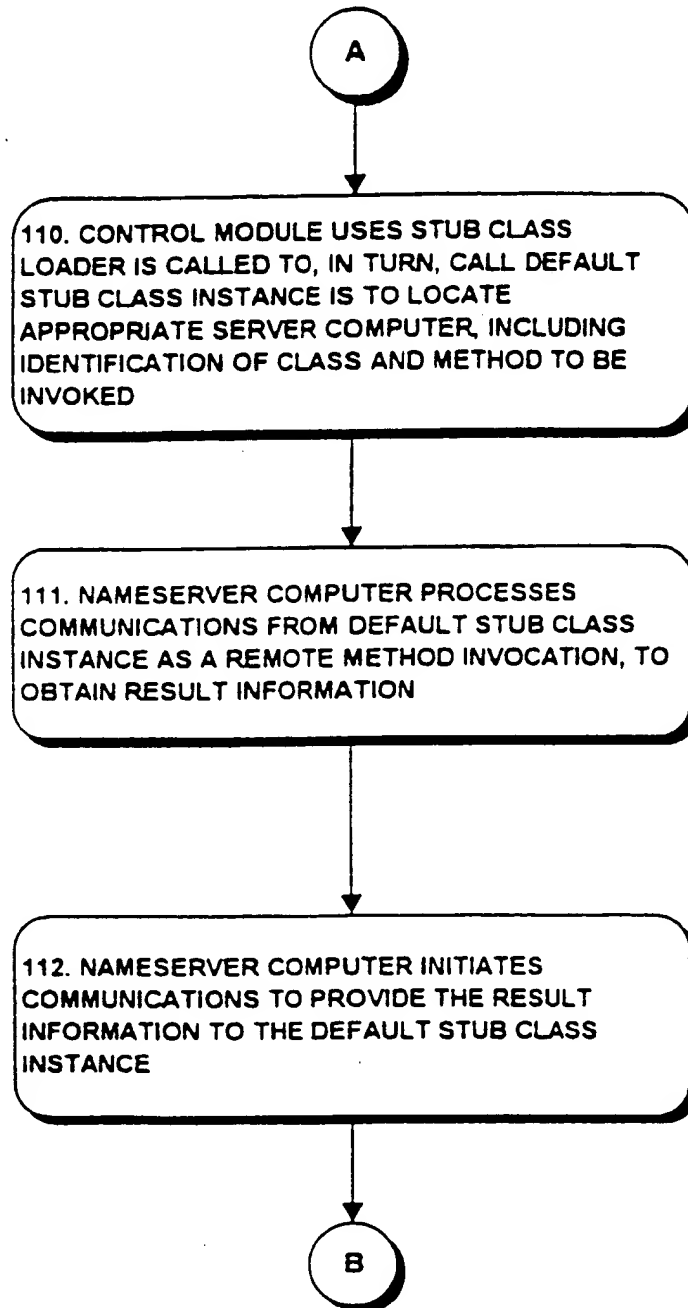 A
110. CONTROL MODULE USES STUB CLASS
LOADER IS CALLED TO, IN TURN, CALL DEFAULT
STUB CLASS INSTANCE IS TO LOCATE
APPROPRIATE SERVER COMPUTER, INCLUDING
IDENTIFICATION OF CLASS AND METHOD TO BE
INVOKED
111. NAMESERVER COMPUTER PROCESSES
COMMUNICATIONS FROM DEFAULT STUB CLASS
INSTANCE AS A REMOTE METHOD INVOCATION, TO
OBTAIN RESULT INFORMATION
112. NAMESERVER COMPUTER INITIATES
COMMUNICATIONS TO PROVIDE THE RESULT
INFORMATION TO THE DEFAULT STUB CLASS
INSTANCE
B